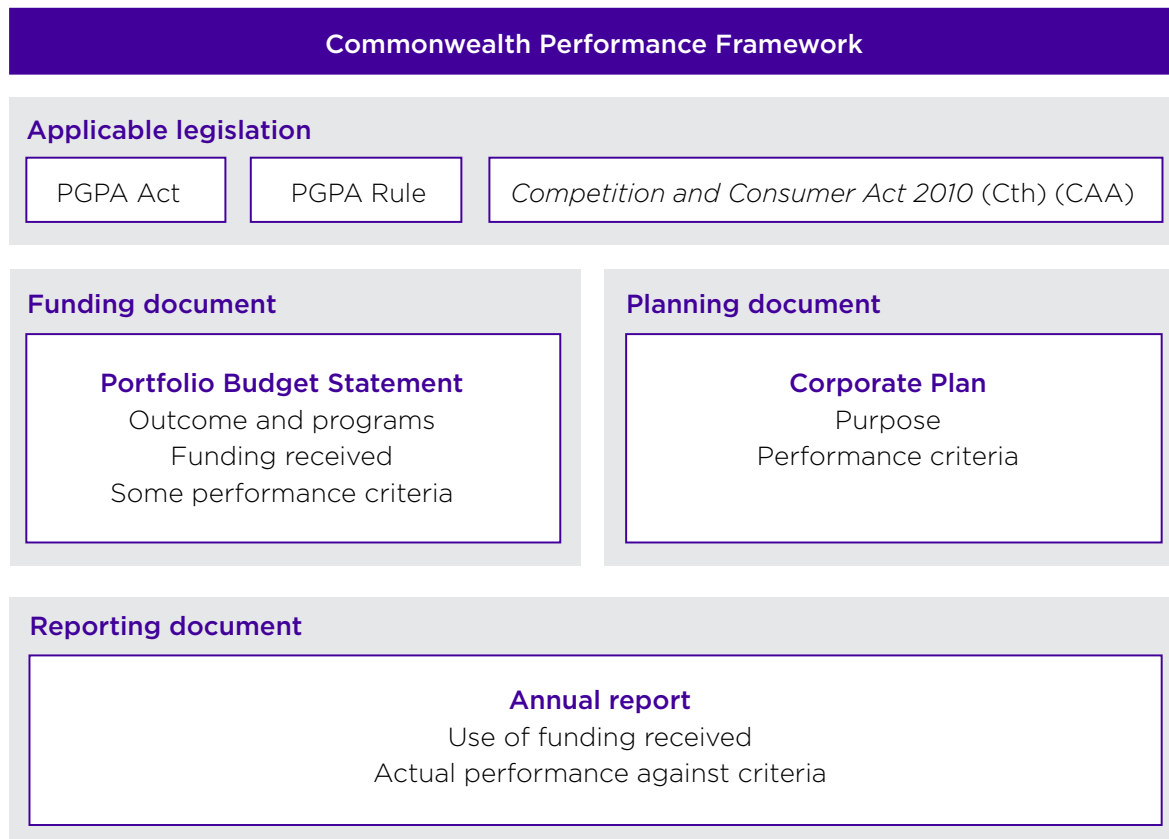 Commonwealth Performance Framework
Applicable legislation
PGPA Act
PGPA Rule
Competition and Consumer Act 2010 (Cth) (CAA)
Funding document
Portfolio Budget Statement
Outcome and programs
Funding received
Some performance criteria
Planning document
Corporate Plan
Purpose
Performance criteria
Reporting document
Annual report
Use of funding received
Actual performance against criteria